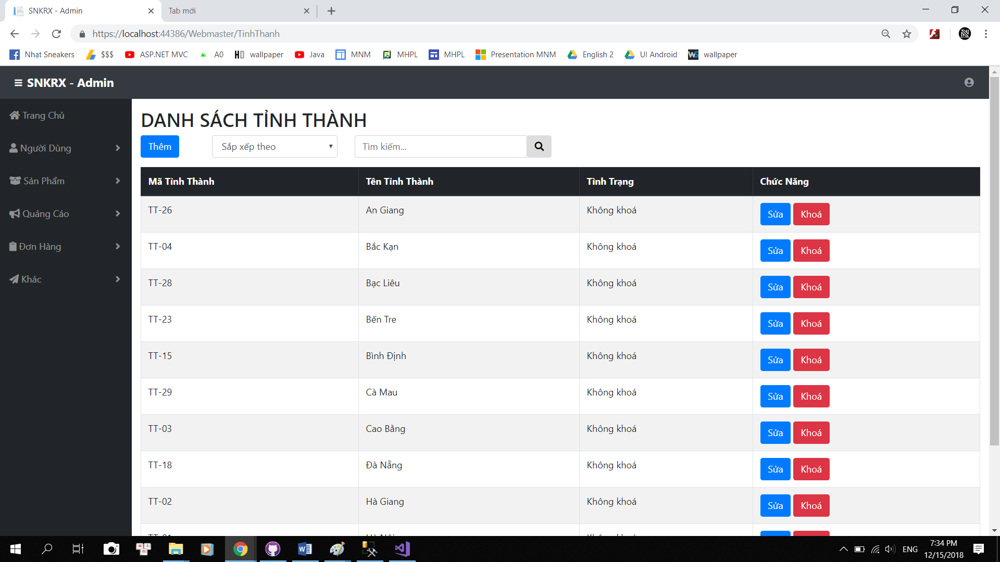 SNKRX - Admin
Tab mới
https://localhost:44386/Webmaster/TinhThanh
Nhạt Sneakers
$$$
ASP.NET MVC
A0
HD wallpaper
Java
MNM
MHPL
MHPL
Presentation MNM
English 2
UI Android
wallpaper
SNKRX - Admin
Trang Chủ
Người Dùng
Sản Phẩm
Quảng Cáo
Đơn Hàng
Khác
DANH SÁCH TỈNH THÀNH
Thêm
Sắp xếp theo
Tìm kiếm...
Mã Tỉnh Thành Tên Tỉnh Thành Tình Trạng Chức Năng
TT-26 An Giang Không khoá Sửa Khoá
TT-04 Bắc Kạn Không khoá Sửa Khoá
TT-28 Bạc Liêu Không khoá Sửa Khoá
TT-23 Bến Tre Không khoá Sửa Khoá
TT-15 Bình Định Không khoá Sửa Khoá
TT-29 Cà Mau Không khoá Sửa Khoá
TT-03 Cao Bằng Không khoá Sửa Khoá
TT-18 Đà Nẵng Không khoá Sửa Khoá
TT-02 Hà Giang Không khoá Sửa Khoá
ENG
7:34 PM
12/15/2018